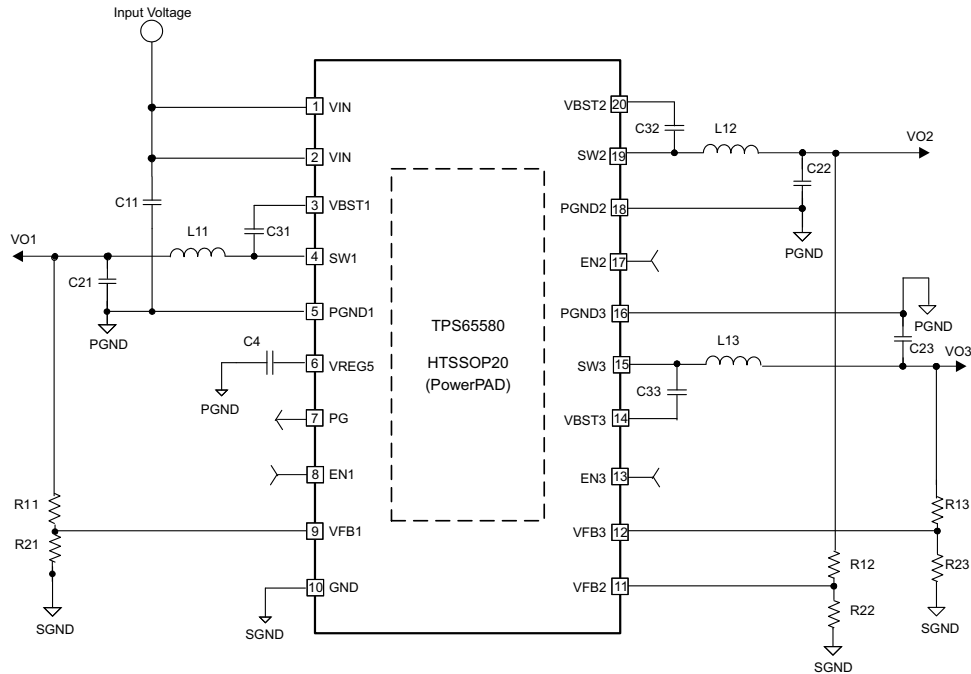 Input Voltage
1 VIN
2 VIN
C11
3 VBST1
C31
L11
VO1
4 SW1
C21
5 PGND1
PGND
C4
6 VREG5
PGND
7 PG
8 EN1
R11
9 VFB1
R21
10 GND
SGND
SGND
TPS65580
HTSSOP20
(PowerPAD)
VBST2 20
C32
L12
VO2
SW2 19
C22
PGND2 18
PGND
EN2 17
PGND3 16
PGND
L13
C23
VO3
SW3 15
C33
VBST3 14
EN3 13
R13
VFB3 12
R12
R23
VFB2 11
R22
SGND
SGND